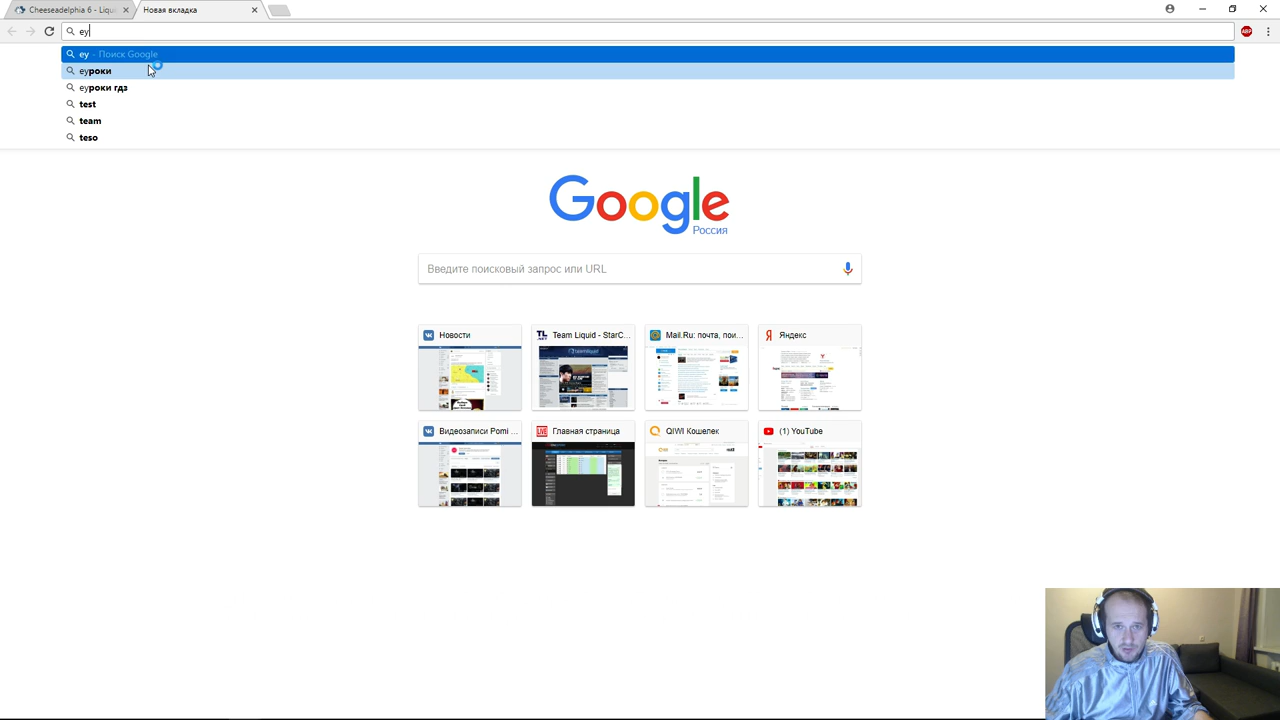 Cheeseadelphia 6 - Liqu
Новая вкладка
еу
еу - Поиск Google
еуроки
еуроки гдз
test
team
teso
Google
Россия
Введите поисковый запрос или URL
Новости
Team Liquid - StarC...
Mail.Ru: почта, пои...
Яндекс
Видеозаписи Pomi ...
Главная страница
QIWI Кошелек
(1) YouTube
ABP
LIVE